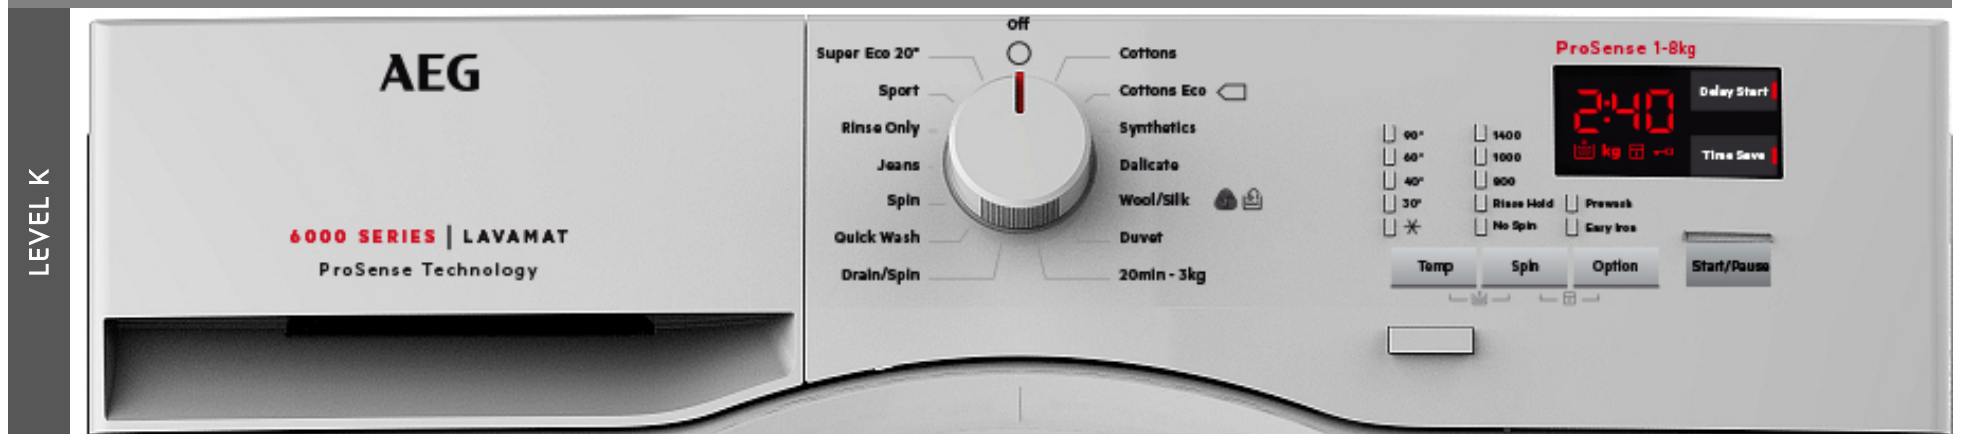 LEVEL K
AEG
6000 SERIES | LAVAMAT
ProSense Technology
Off
Super Eco 20°
Sport
Rinse Only
Jeans
Spin
Quick Wash
Drain/Spin
Cottons
Cottons Eco
Synthetics
Delicate
Wool/Silk
Duvet
20min - 3kg
ProSense 1-8kg
2:40
kg
Delay Start
Time Save
90°
60°
40°
30°
1400
1000
800
Rinse Hold
No Spin
Prewash
Easy Iron
Temp
Spin
Option
Start/Pause